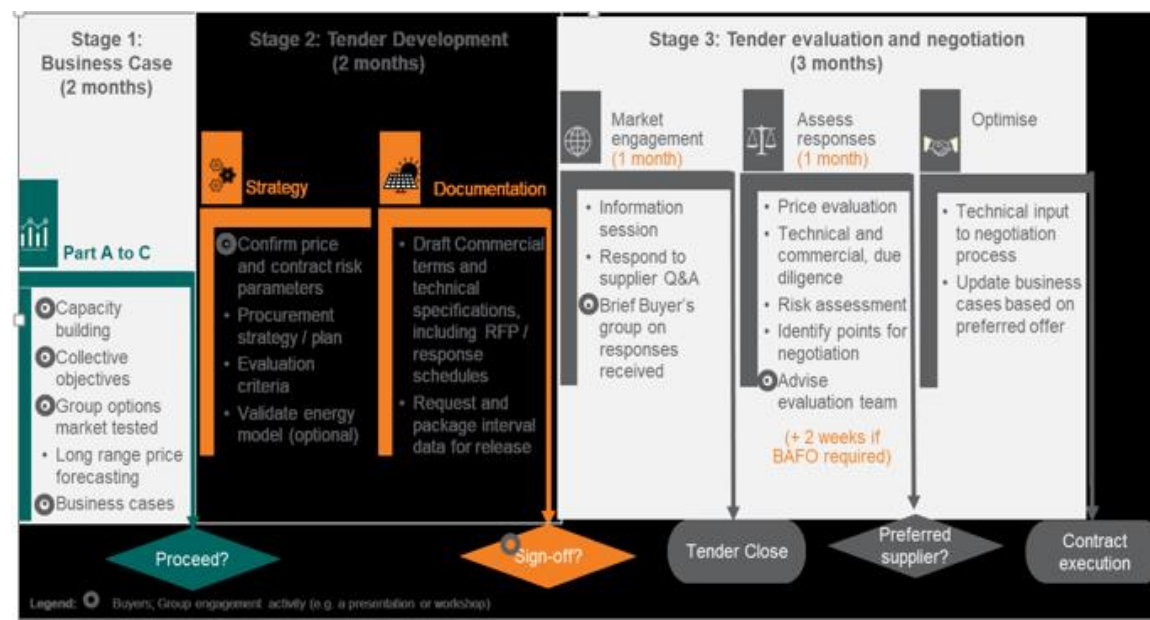 Stage 1:
Business Case
(2 months)
Stage 2: Tender Development
(2 months)
Stage 3: Tender evaluation and negotiation
(3 months)
Part A to C
• Capacity
building
• Collective
objectives
• Group options
market tested
• Long range price
forecasting
• Business cases
Proceed?
Strategy
• Confirm price
and contract risk
parameters
• Procurement
strategy / plan
• Evaluation
criteria
• Validate energy
model (optional)
Documentation
• Draft Commercial
terms and
technical
specifications,
including RFP /
response
schedules
• Request and
package interval
data for release
Sign-off?
Market
engagement
(1 month)
• Information
session
• Respond to
supplier Q&A
• Brief Buyer's
group on
responses
received
Tender Close
Assess
responses
(1 month)
• Price evaluation
• Technical and
commercial, due
diligence
• Risk assessment
• Identify points for
negotiation
• Advise
evaluation team
(+ 2 weeks if
BAFO required)
Preferred
supplier?
Optimise
• Technical input
to negotiation
process
• Update business
cases based on
preferred offer
Contract
execution
Legend: Buyers; Group engagement activity (e.g. a presentation or workshop)